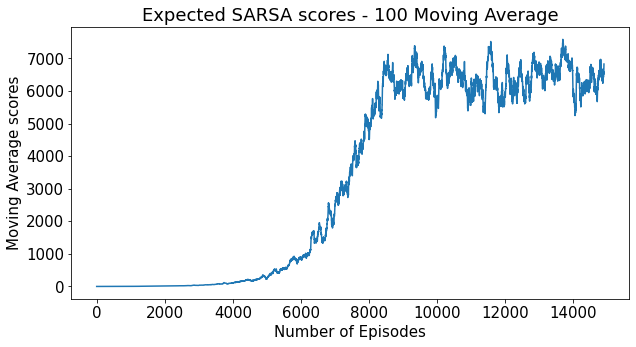 Expected SARSA scores - 100 Moving Average
7000
6000
5000
4000
3000
2000
1000
0
Moving Average scores
0 2000 4000 6000 8000 10000 12000 14000
Number of Episodes